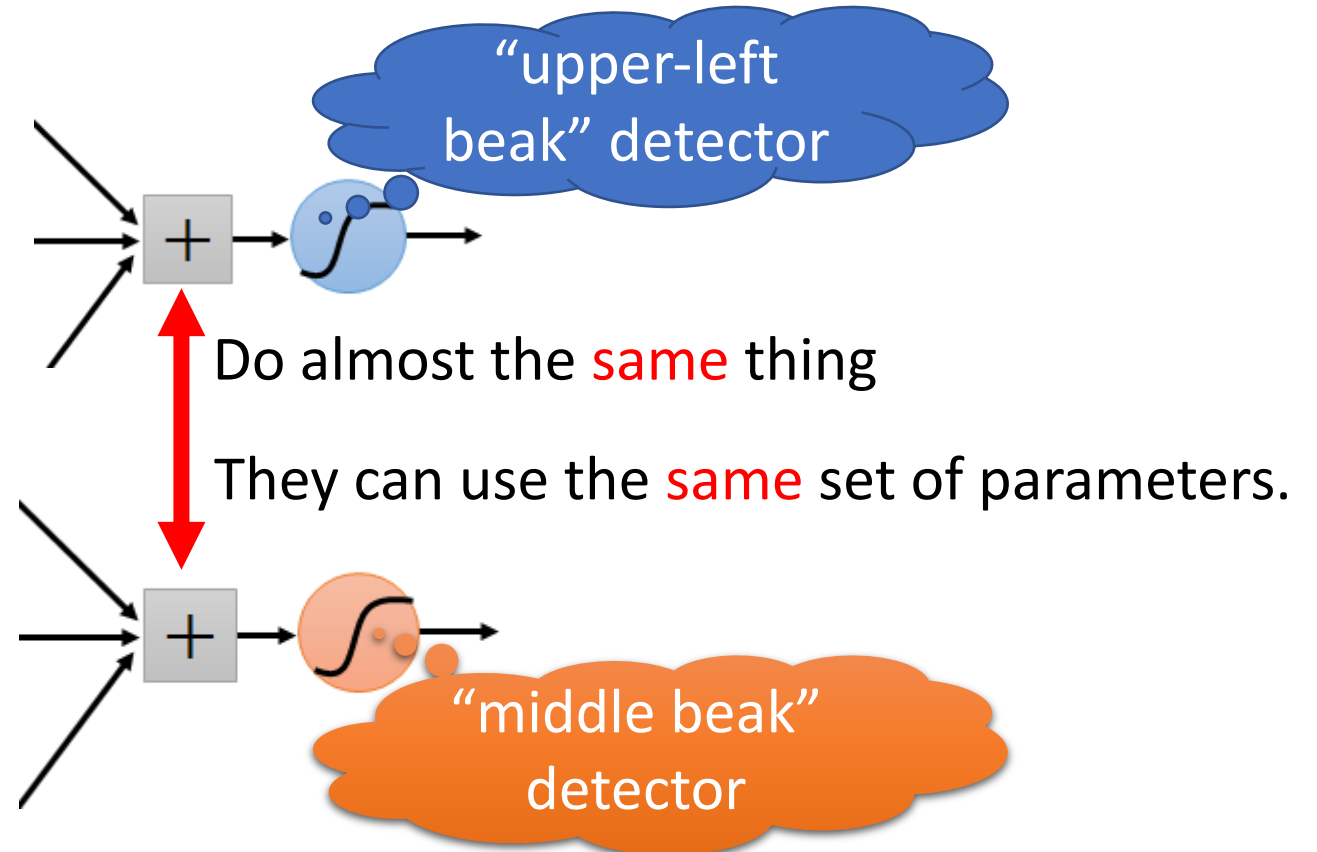 “upper-left
beak” detector
+
Do almost the same thing
They can use the same set of parameters.
+
“middle beak”
detector